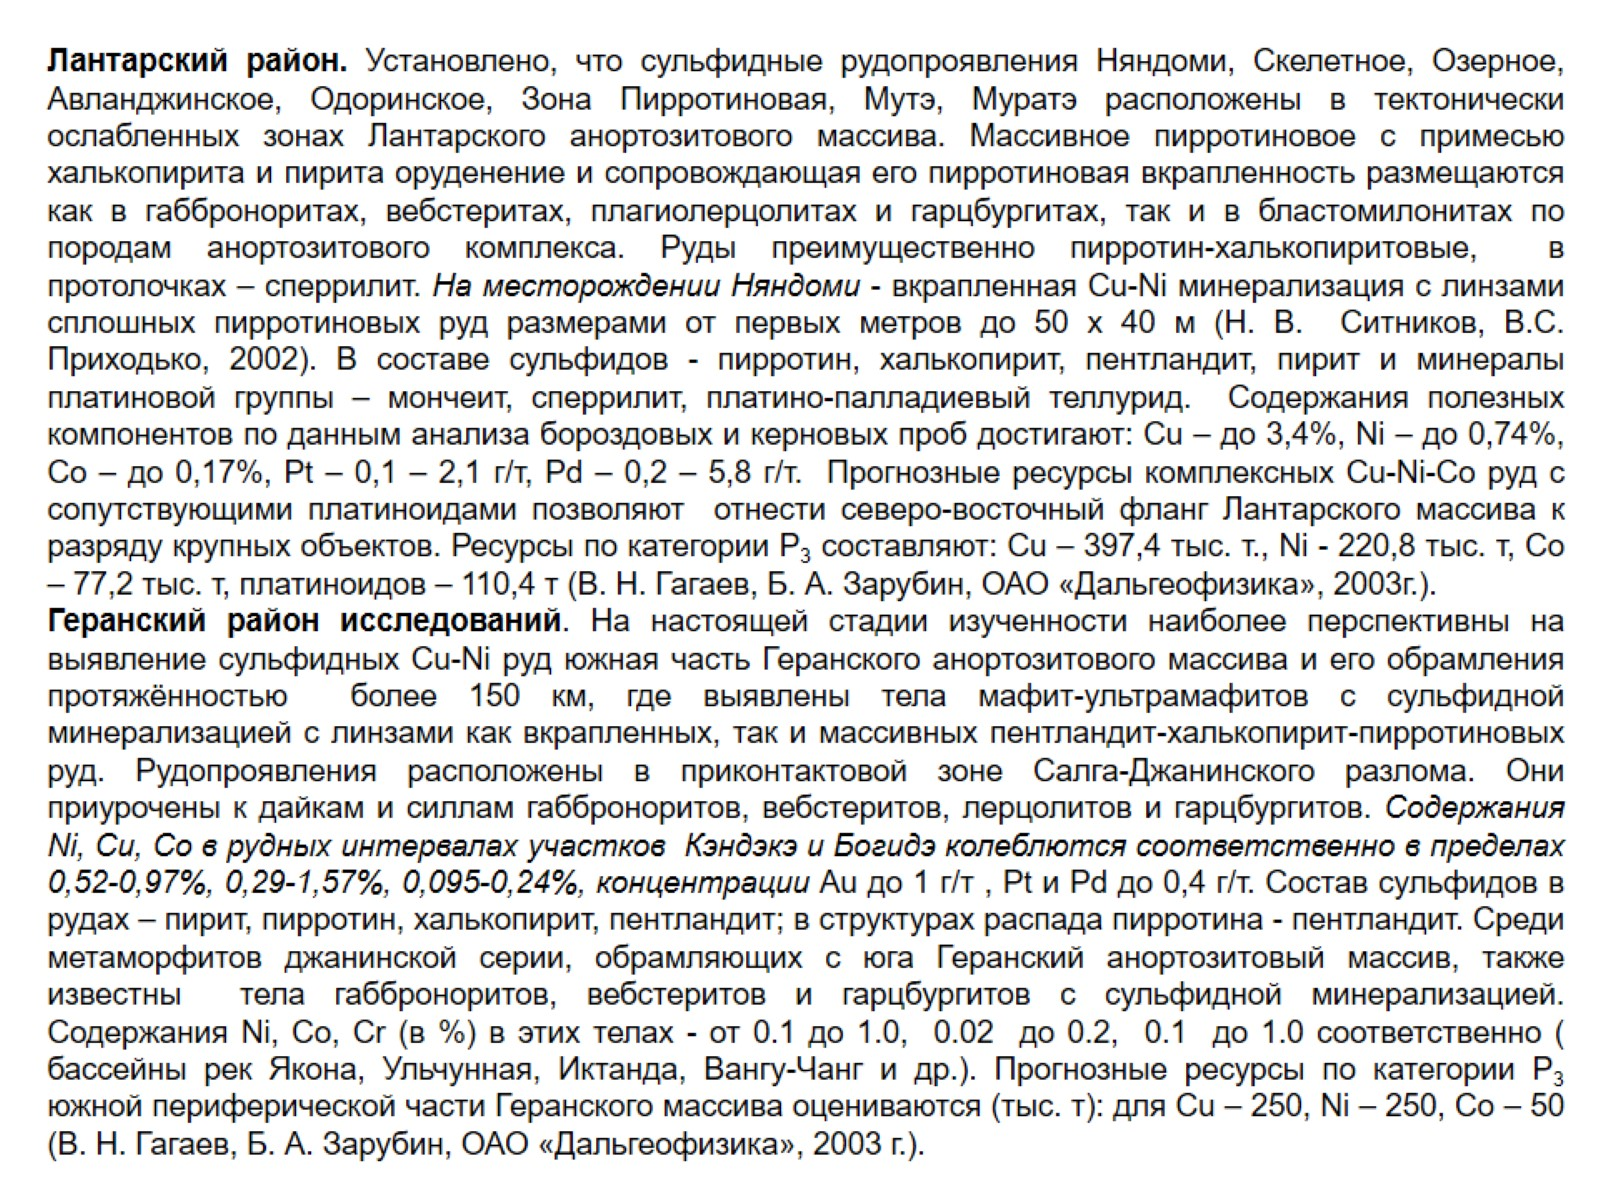 Лантарский район. Установлено, что сульфидные рудопроявления Няндоми, Скелетное, Озерное,
Авланджинское, Одоринское, Зона Пирротиновая, Мутэ, Муратэ расположены в тектонически
ослабленных зонах Лантарского анортозитового массива. Массивное пирротиновое с примесью
халькопирита и пирита оруденение и сопровождающая его пирротиновая вкрапленность размещаются
как в габброноритах, вебстеритах, плагиолерцолитах и гарцбургитах, так и в бластомилонитах по
породам анортозитового комплекса. Руды преимущественно пирротин-халькопиритовые, в
протолочках – сперрилит. На месторождении Няндоми - вкрапленная Cu-Ni минерализация с линзами
сплошных пирротиновых руд размерами от первых метров до 50 х 40 м (Н. В. Ситников, В.С.
Приходько, 2002). В составе сульфидов - пирротин, халькопирит, пентландит, пирит и минералы
платиновой группы – мончеит, сперрилит, платино-палладиевый теллурид. Содержания полезных
компонентов по данным анализа бороздовых и керновых проб достигают: Cu – до 3,4%, Ni – до 0,74%,
Co – до 0,17%, Pt – 0,1 – 2,1 г/т, Pd – 0,2 – 5,8 г/т. Прогнозные ресурсы комплексных Cu-Ni-Co руд с
сопутствующими платиноидами позволяют отнести северо-восточный фланг Лантарского массива к
разряду крупных объектов. Ресурсы по категории P₃ составляют: Cu – 397,4 тыс. т., Ni - 220,8 тыс. т, Co
– 77,2 тыс. т, платиноидов – 110,4 т (В. Н. Гагаев, Б. А. Зарубин, ОАО «Дальгеофизика», 2003г.).
Геранский район исследований. На настоящей стадии изученности наиболее перспективны на
выявление сульфидных Cu-Ni руд южная часть Геранского анортозитового массива и его обрамления
протяжённостью более 150 км, где выявлены тела мафит-ультрамафитов с сульфидной
минерализацией с линзами как вкрапленных, так и массивных пентландит-халькопирит-пирротиновых
руд. Рудопроявления расположены в приконтактовой зоне Салга-Джанинского разлома. Они
приурочены к дайкам и силлам габброноритов, вебстеритов, лерцолитов и гарцбургитов. Содержания
Ni, Cu, Co в рудных интервалах участков Кэндэкэ и Богидэ колеблются соответственно в пределах
0,52-0,97%, 0,29-1,57%, 0,095-0,24%, концентрации Au до 1 г/т , Pt и Pd до 0,4 г/т. Состав сульфидов в
рудах – пирит, пирротин, халькопирит, пентландит; в структурах распада пирротина - пентландит. Среди
метаморфитов джанинской серии, обрамляющих с юга Геранский анортозитовый массив, также
известны тела габброноритов, вебстеритов и гарцбургитов с сульфидной минерализацией.
Содержания Ni, Co, Cr (в %) в этих телах - от 0.1 до 1.0, 0.02 до 0.2, 0.1 до 1.0 соответственно (
бассейны рек Якона, Ульчунная, Иктанда, Вангу-Чанг и др.). Прогнозные ресурсы по категории P₃
южной периферической части Геранского массива оцениваются (тыс. т): для Cu – 250, Ni – 250, Co – 50
(В. Н. Гагаев, Б. А. Зарубин, ОАО «Дальгеофизика», 2003 г.).